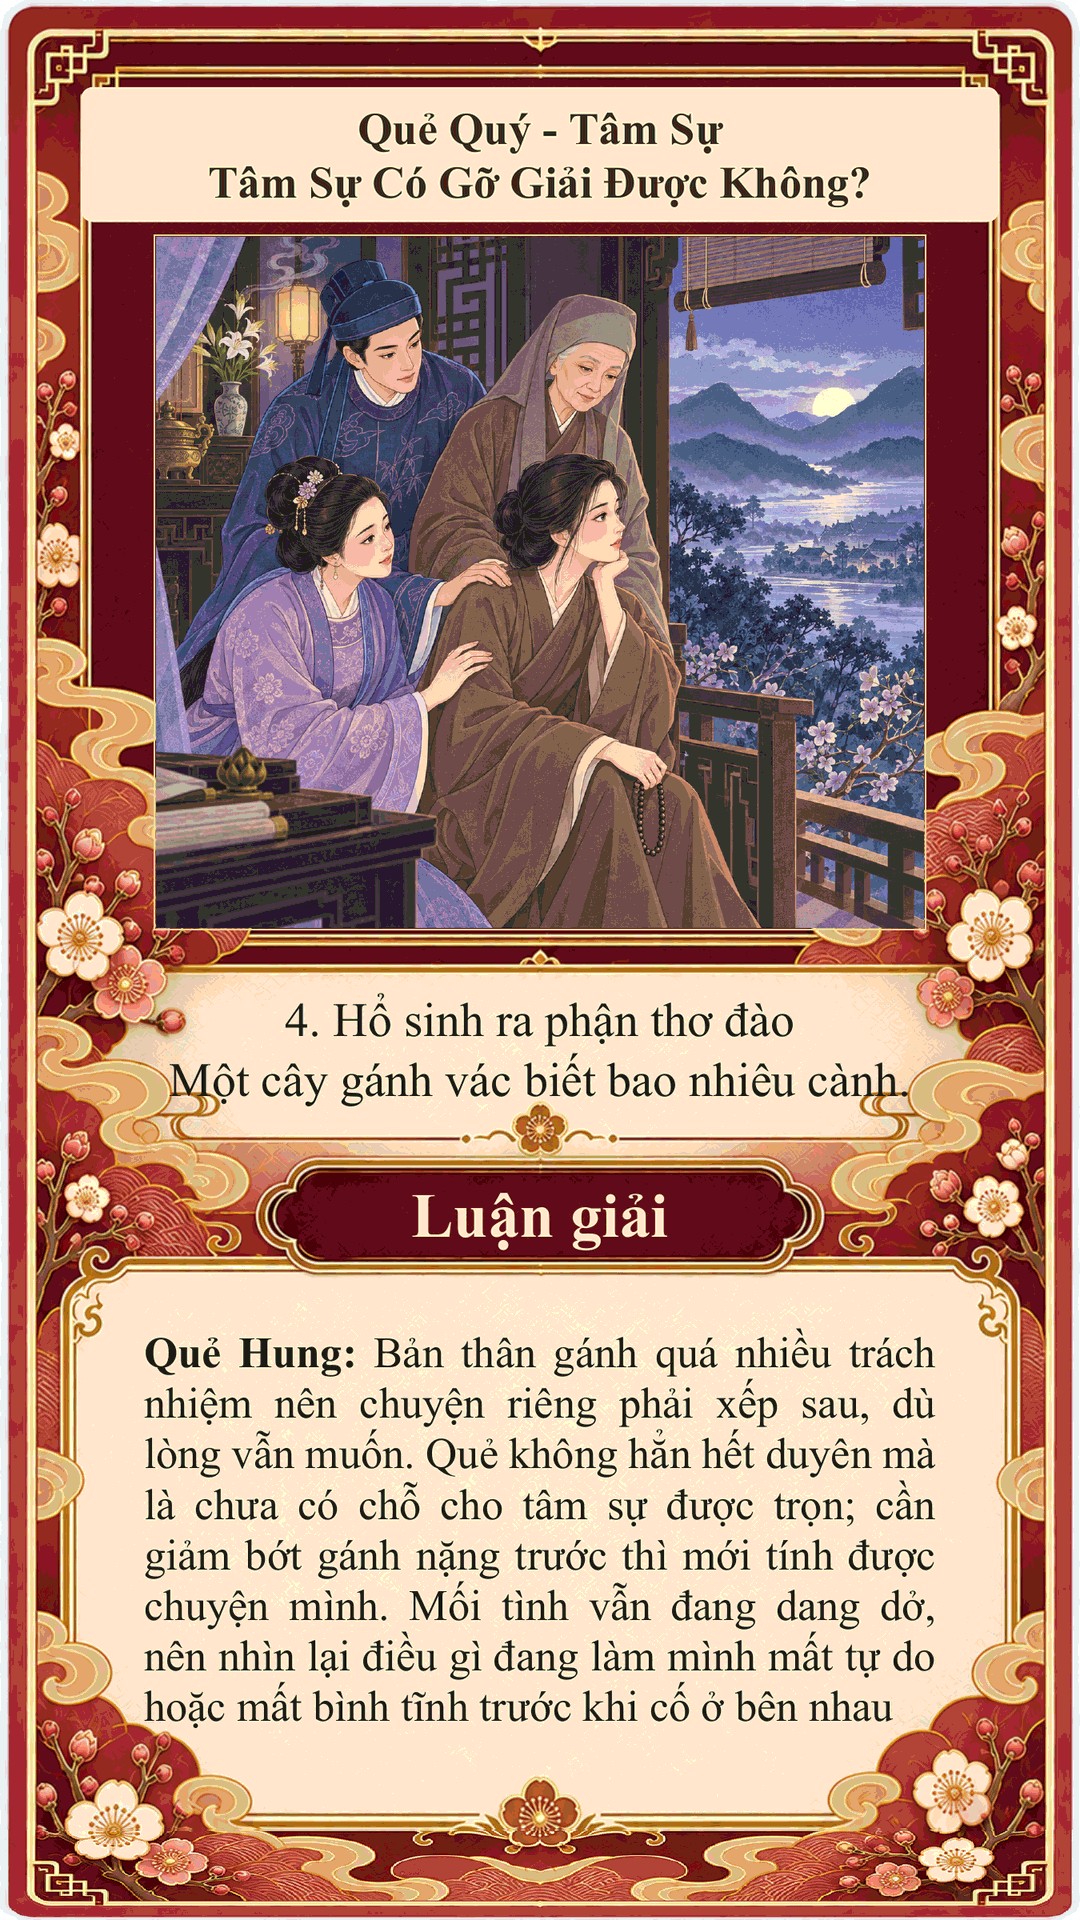 Quẻ Quý - Tâm Sự
Tâm Sự Có Gỡ Giải Được Không?
4. Hổ sinh ra phận thơ đào
Một cây gánh vác biết bao nhiêu cành.
Luận giải
Quẻ Hung: Bản thân gánh quá nhiều trách
nhiệm nên chuyện riêng phải xếp sau, dù
lòng vẫn muốn. Quẻ không hẳn hết duyên mà
là chưa có chỗ cho tâm sự được trọn; cần
giảm bớt gánh nặng trước thì mới tính được
chuyện mình. Mối tình vẫn đang dang dở,
nên nhìn lại điều gì đang làm mình mất tự do
hoặc mất bình tĩnh trước khi cố ở bên nhau